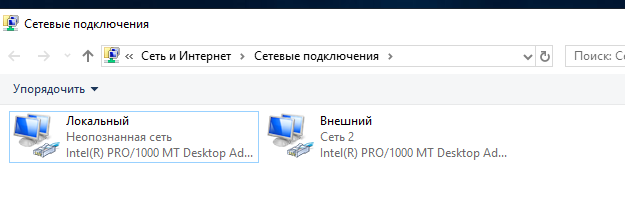 Сетевые подключения
« Сеть и Интернет > Сетевые подключения >
Поиск: Се
Упорядочить
Локальный
Неопознанная сеть
Intel(R) PRO/1000 MT Desktop Ad...
Внешний
Сеть 2
Intel(R) PRO/1000 MT Desktop Ad...